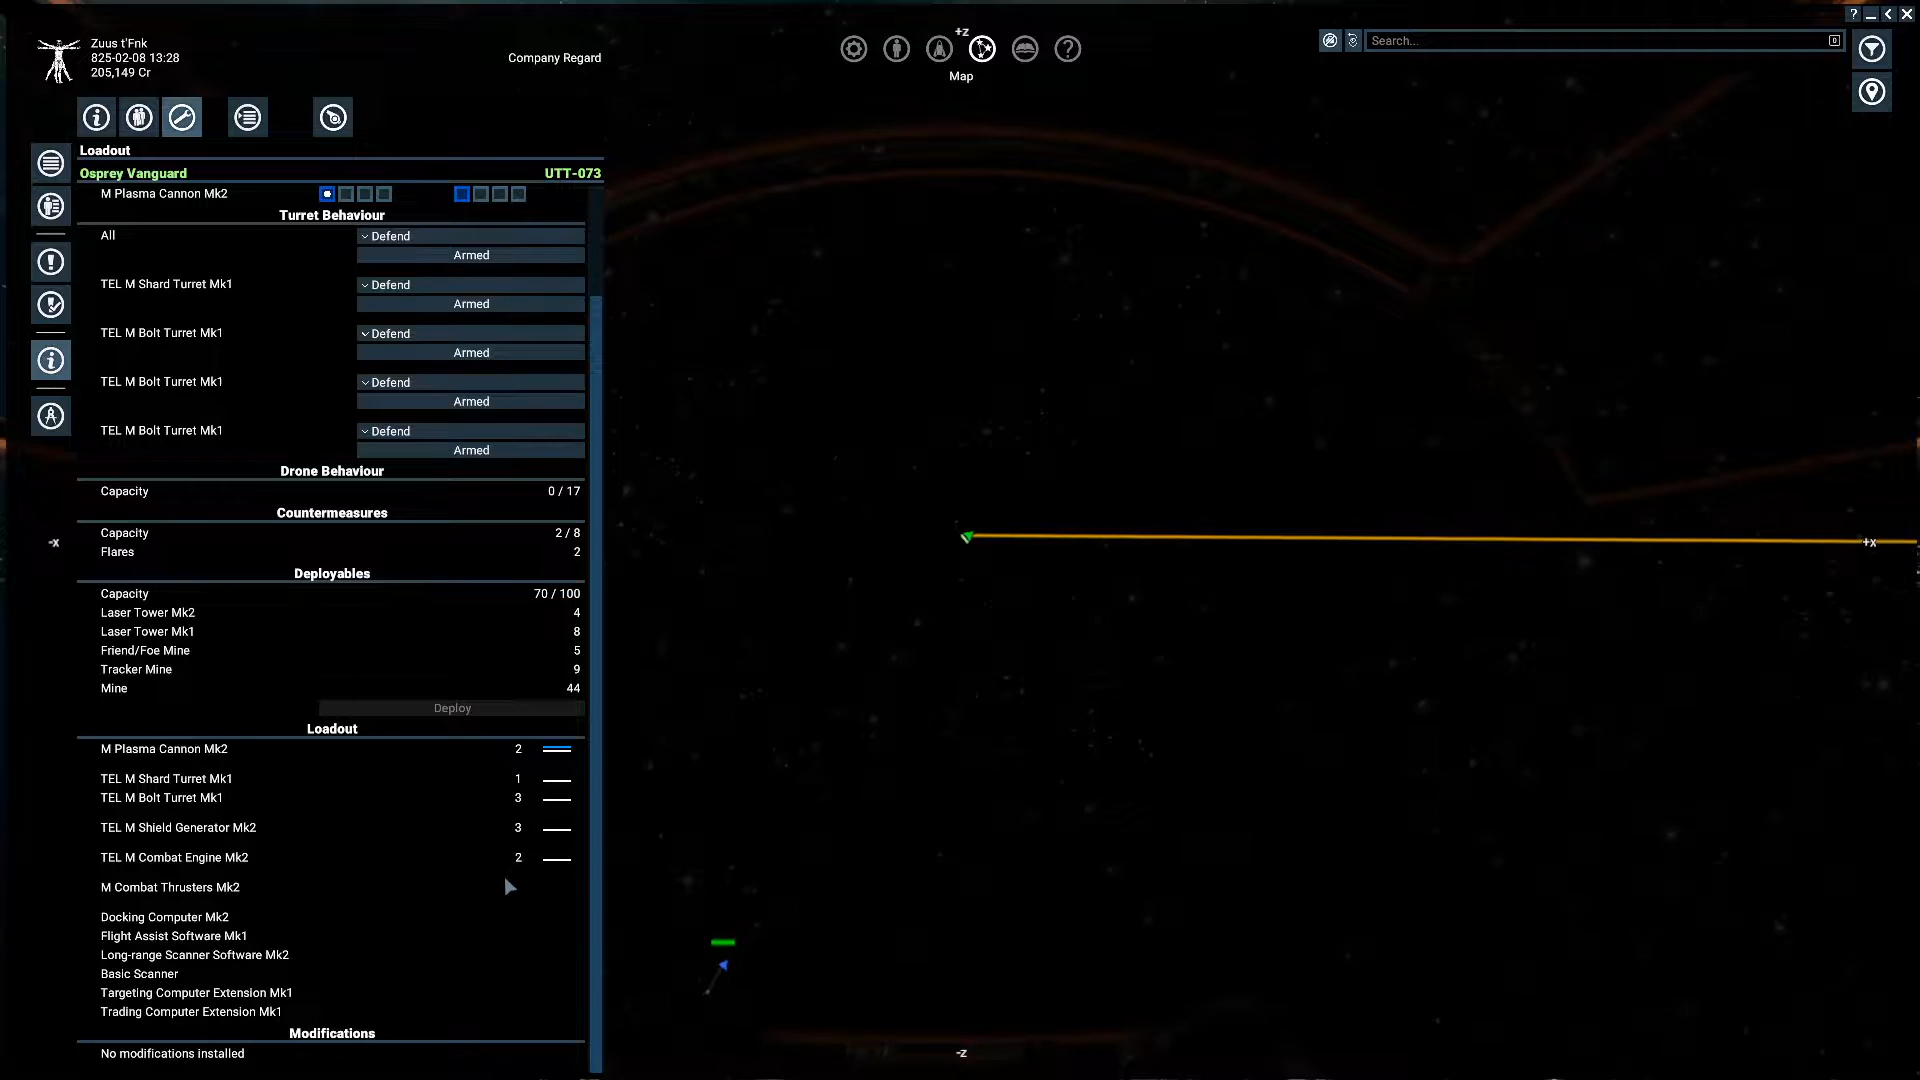 Zuus t'Fnk
825-02-08 13:28
205,149 Cr
Company Regard
+z
Map
Search...
Loadout
Osprey Vanguard UTT-073
M Plasma Cannon Mk2
Turret Behaviour
All Defend
Armed
TEL M Shard Turret Mk1 Defend
Armed
TEL M Bolt Turret Mk1 Defend
Armed
TEL M Bolt Turret Mk1 Defend
Armed
TEL M Bolt Turret Mk1 Defend
Armed
Drone Behaviour
Capacity 0 / 17
Countermeasures
Capacity 2 / 8
Flares 2
Deployables
Capacity 70 / 100
Laser Tower Mk2 4
Laser Tower Mk1 8
Friend/Foe Mine 5
Tracker Mine 9
Mine 44
Deploy
Loadout
M Plasma Cannon Mk2 2
TEL M Shard Turret Mk1 1
TEL M Bolt Turret Mk1 3
TEL M Shield Generator Mk2 3
TEL M Combat Engine Mk2 2
M Combat Thrusters Mk2
Docking Computer Mk2
Flight Assist Software Mk1
Long-range Scanner Software Mk2
Basic Scanner
Targeting Computer Extension Mk1
Trading Computer Extension Mk1
Modifications
No modifications installed
-x
+x
-z